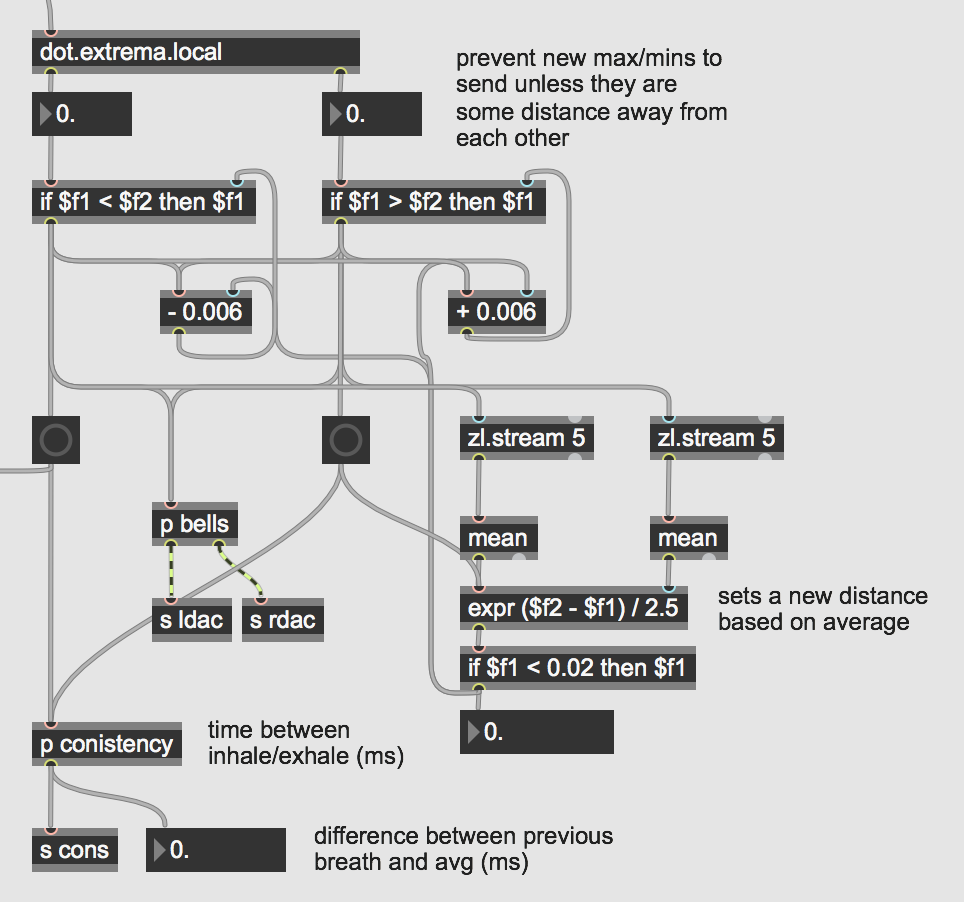 dot.extrema.local
prevent new max/mins to
send unless they are
some distance away from
each other
0.
0.
if $f1 < $f2 then $f1
if $f1 > $f2 then $f1
- 0.006
+ 0.006
zl.stream 5
zl.stream 5
p bells
mean
mean
s ldac
s rdac
expr ($f2 - $f1) / 2.5
sets a new distance
based on average
if $f1 < 0.02 then $f1
0.
p conistency
time between
inhale/exhale (ms)
s cons
0.
difference between previous
breath and avg (ms)